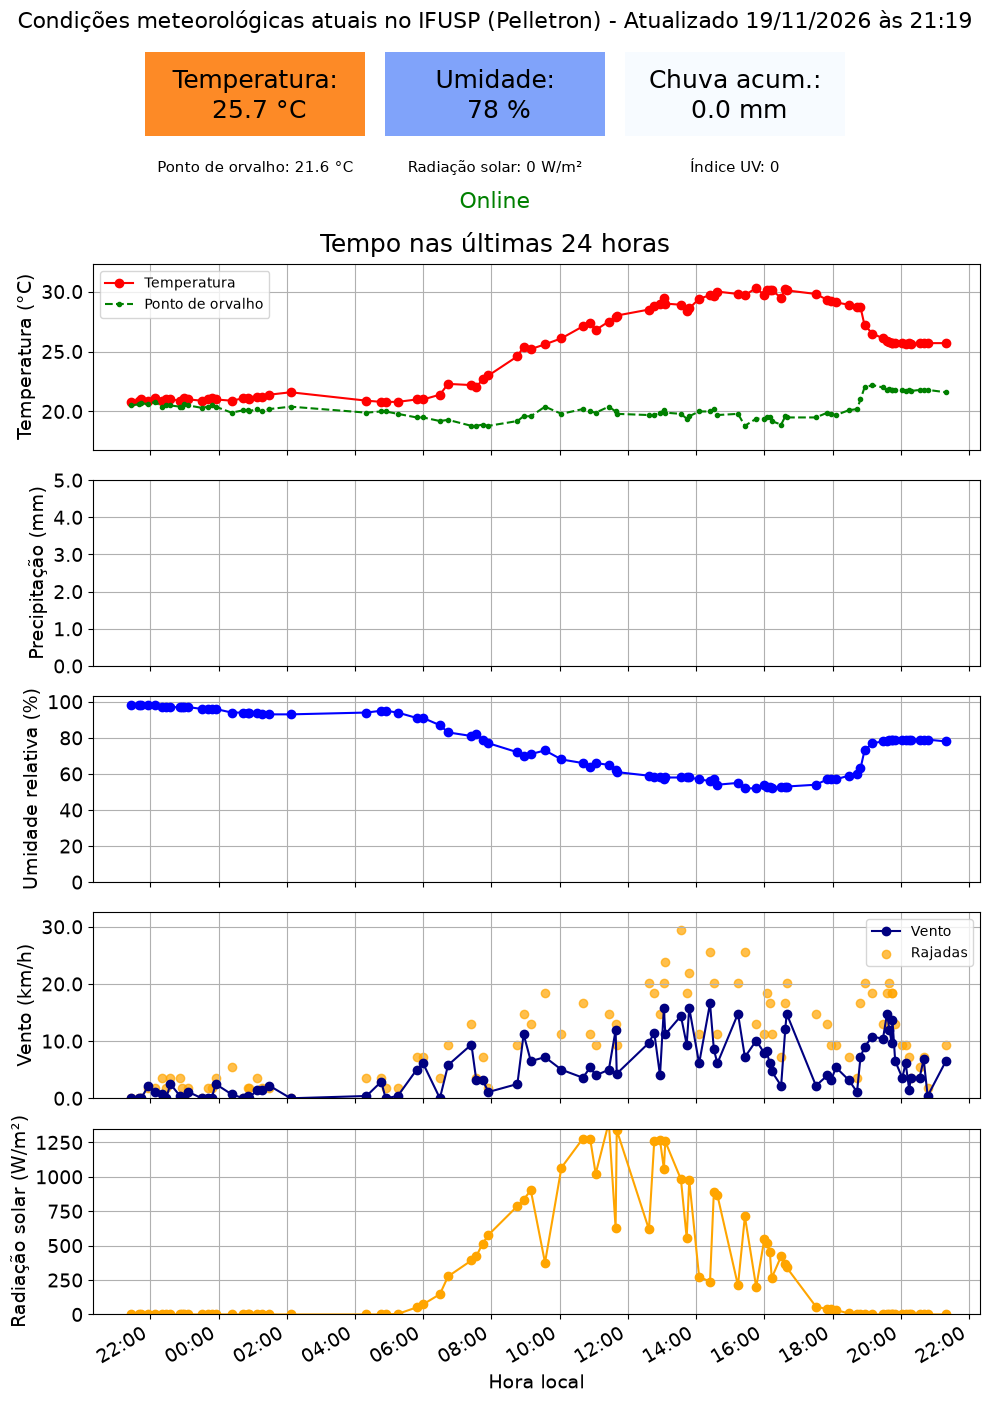 Condições meteorológicas atuais no IFUSP (Pelletron) - Atualizado 19/11/2026 às 21:19
Temperatura:
25.7 °C
Umidade:
78 %
Chuva acum.:
0.0 mm
Ponto de orvalho: 21.6 °C
Radiação solar: 0 W/m²
Índice UV: 0
Online
Tempo nas últimas 24 horas
Temperatura (°C)
30.0
25.0
20.0
Temperatura
Ponto de orvalho
Precipitação (mm)
5.0
4.0
3.0
2.0
1.0
0.0
Umidade relativa (%)
100
80
60
40
20
0
Vento (km/h)
30.0
20.0
10.0
0.0
Vento
Rajadas
Radiação solar (W/m²)
1250
1000
750
500
250
0
22:00
00:00
02:00
04:00
06:00
08:00
10:00
12:00
14:00
16:00
18:00
20:00
22:00
Hora local